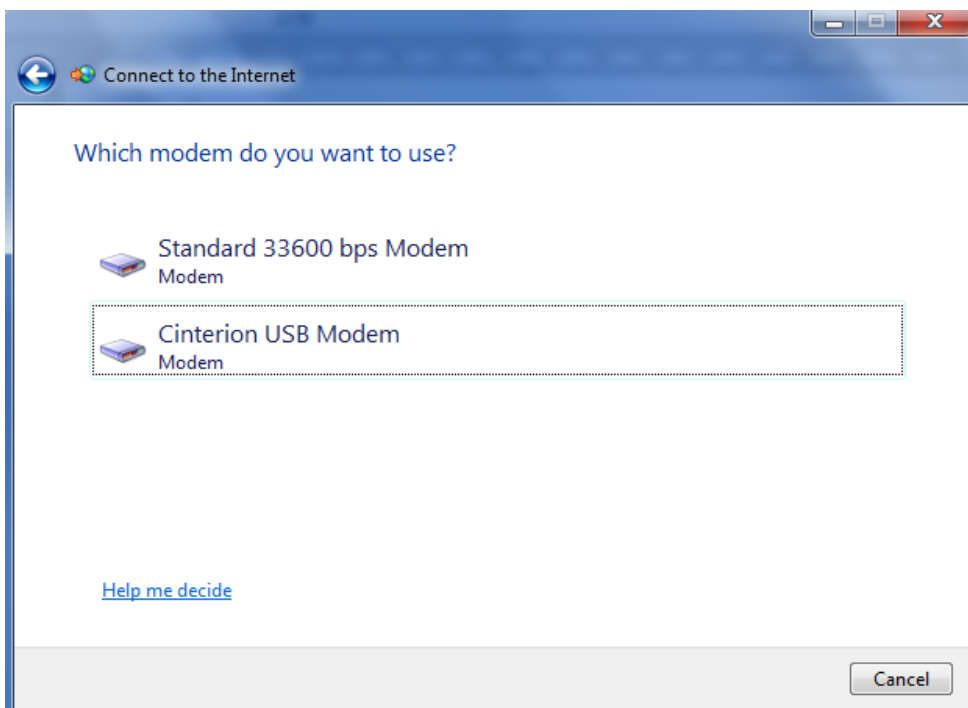 Connect to the Internet
Which modem do you want to use?
Standard 33600 bps Modem
Modem
Cinterion USB Modem
Modem
Help me decide
Cancel